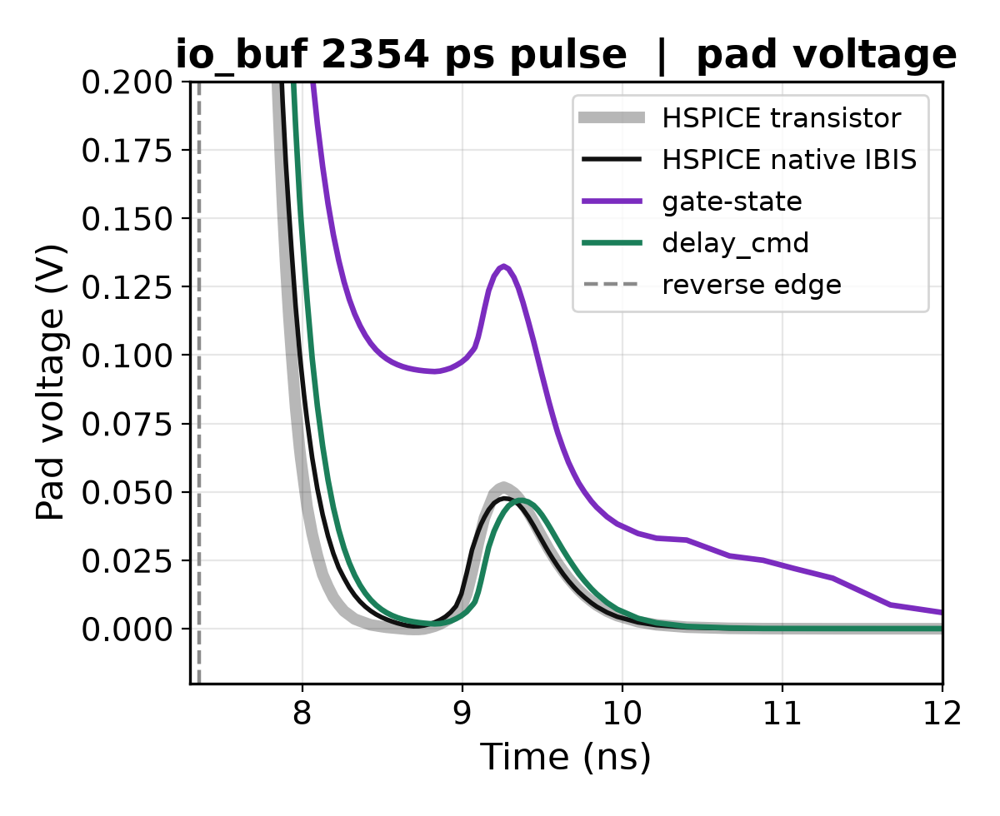 io_buf 2354 ps pulse | pad voltage
Pad voltage (V)
0.200
0.175
0.150
0.125
0.100
0.075
0.050
0.025
0.000
HSPICE transistor
HSPICE native IBIS
gate-state
delay_cmd
reverse edge
8 9 10 11 12
Time (ns)